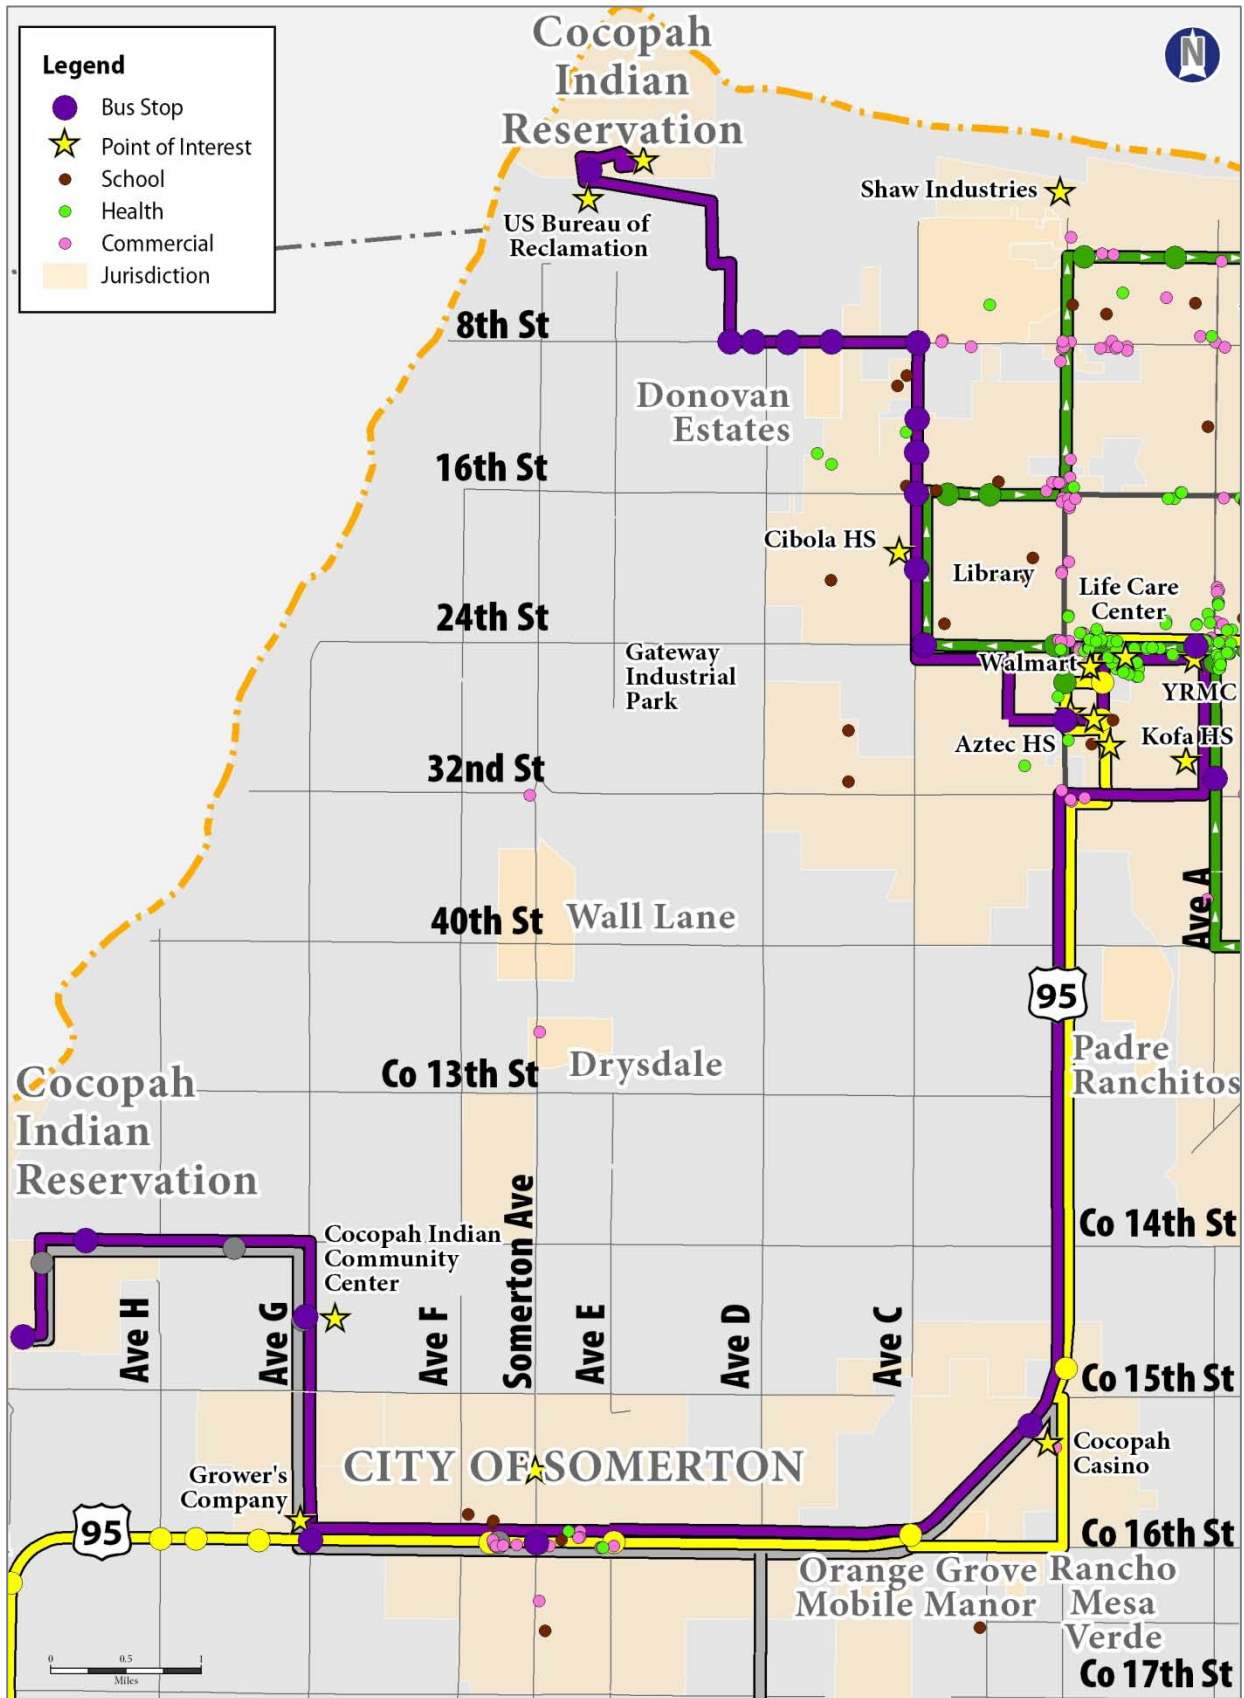 Cocopah
Indian
Reservation
N
Legend
Bus Stop
Point of Interest
School
Health
Commercial
Jurisdiction
Shaw Industries
US Bureau of
Reclamation
8th St
Donovan
Estates
16th St
Cibola HS
Library
Life Care
Center
24th St
Gateway
Industrial
Park
Walmart
YRMC
Aztec HS
Kofa HS
32nd St
40th St
Wall Lane
Ave A
95
Drysdale
Co 13th St
Padre
Ranchitos
Cocopah
Indian
Reservation
Co 14th St
Cocopah Indian
Community
Center
Ave H
Ave G
Ave F
Somerton Ave
Ave E
Ave D
Ave C
Co 15th St
CITY OF SOMERTON
Cocopah
Casino
Grower's
Company
95
Co 16th St
Orange Grove
Mobile Manor
Rancho
Mesa
Verde
Co 17th St
0 0.5 1
Miles